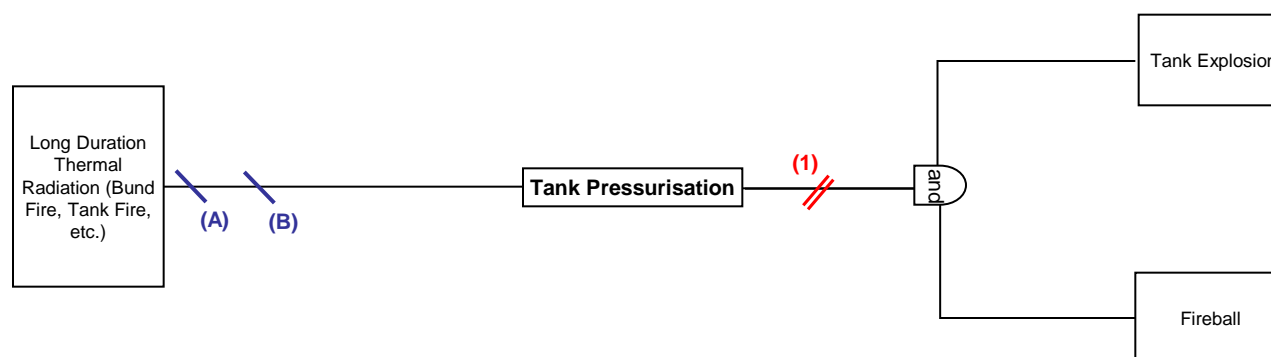 Long Duration
Thermal
Radiation (Bund
Fire, Tank Fire,
etc.)
(A)
(B)
Tank Pressurisation
(1)
and
Tank Explosion
Fireball